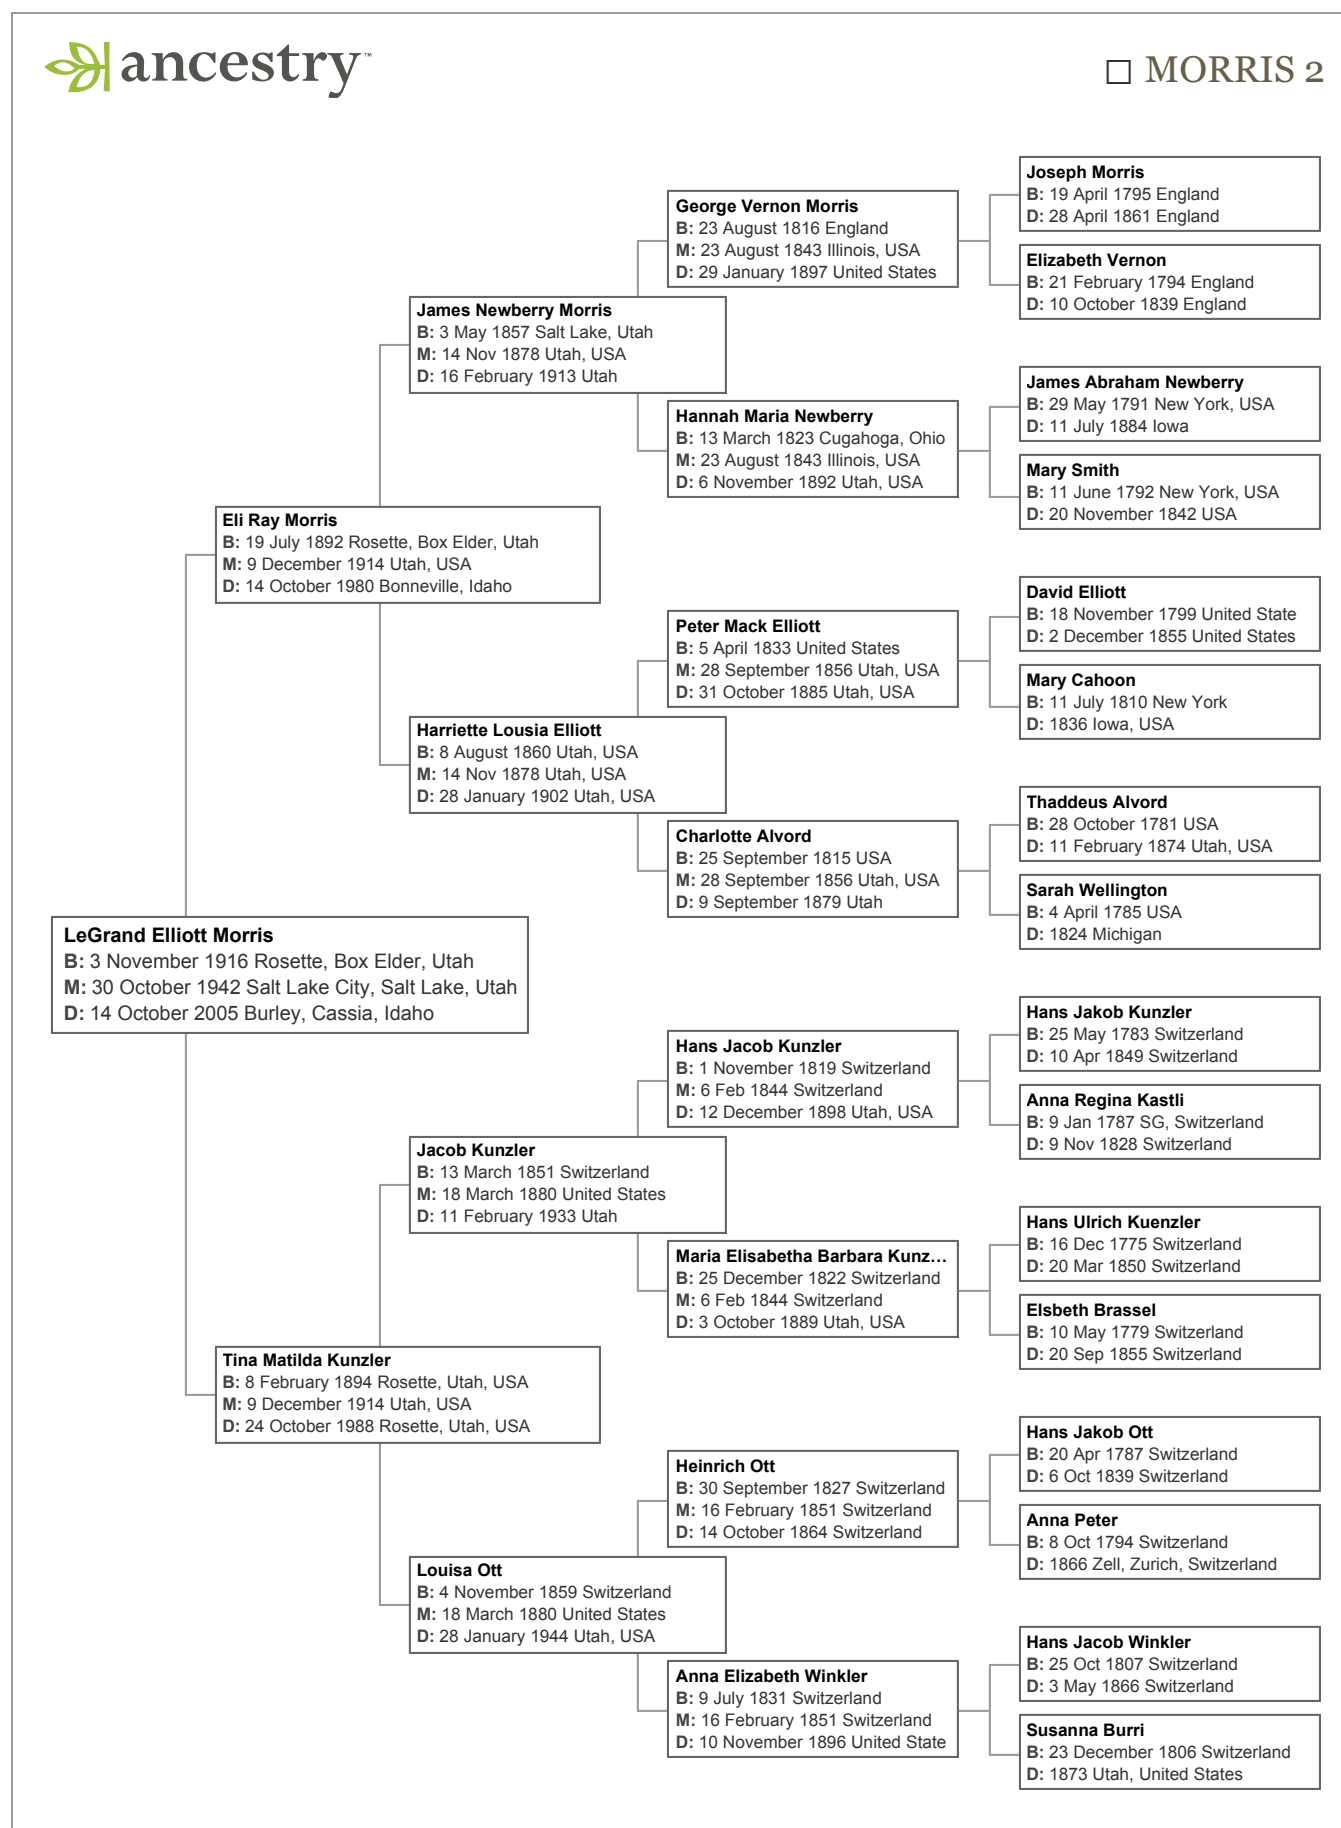 ancestry™
□ MORRIS 2
Joseph Morris
B: 19 April 1795 England
D: 28 April 1861 England
George Vernon Morris
B: 23 August 1816 England
M: 23 August 1843 Illinois, USA
D: 29 January 1897 United States
Elizabeth Vernon
B: 21 February 1794 England
D: 10 October 1839 England
James Newberry Morris
B: 3 May 1857 Salt Lake, Utah
M: 14 Nov 1878 Utah, USA
D: 16 February 1913 Utah
James Abraham Newberry
B: 29 May 1791 New York, USA
D: 11 July 1884 Iowa
Hannah Maria Newberry
B: 13 March 1823 Cugahoga, Ohio
M: 23 August 1843 Illinois, USA
D: 6 November 1892 Utah, USA
Mary Smith
B: 11 June 1792 New York, USA
D: 20 November 1842 USA
Eli Ray Morris
B: 19 July 1892 Rosette, Box Elder, Utah
M: 9 December 1914 Utah, USA
D: 14 October 1980 Bonneville, Idaho
David Elliott
B: 18 November 1799 United State
D: 2 December 1855 United States
Peter Mack Elliott
B: 5 April 1833 United States
M: 28 September 1856 Utah, USA
D: 31 October 1885 Utah, USA
Mary Cahoon
B: 11 July 1810 New York
D: 1836 Iowa, USA
Harriette Lousia Elliott
B: 8 August 1860 Utah, USA
M: 14 Nov 1878 Utah, USA
D: 28 January 1902 Utah, USA
Thaddeus Alvord
B: 28 October 1781 USA
D: 11 February 1874 Utah, USA
Charlotte Alvord
B: 25 September 1815 USA
M: 28 September 1856 Utah, USA
D: 9 September 1879 Utah
Sarah Wellington
B: 4 April 1785 USA
D: 1824 Michigan
LeGrand Elliott Morris
B: 3 November 1916 Rosette, Box Elder, Utah
M: 30 October 1942 Salt Lake City, Salt Lake, Utah
D: 14 October 2005 Burley, Cassia, Idaho
Hans Jakob Kunzler
B: 25 May 1783 Switzerland
D: 10 Apr 1849 Switzerland
Hans Jacob Kunzler
B: 1 November 1819 Switzerland
M: 6 Feb 1844 Switzerland
D: 12 December 1898 Utah, USA
Anna Regina Kastli
B: 9 Jan 1787 SG, Switzerland
D: 9 Nov 1828 Switzerland
Jacob Kunzler
B: 13 March 1851 Switzerland
M: 18 March 1880 United States
D: 11 February 1933 Utah
Hans Ulrich Kuenzler
B: 16 Dec 1775 Switzerland
D: 20 Mar 1850 Switzerland
Maria Elisabetha Barbara Kunz…
B: 25 December 1822 Switzerland
M: 6 Feb 1844 Switzerland
D: 3 October 1889 Utah, USA
Elsbeth Brassel
B: 10 May 1779 Switzerland
D: 20 Sep 1855 Switzerland
Tina Matilda Kunzler
B: 8 February 1894 Rosette, Utah, USA
M: 9 December 1914 Utah, USA
D: 24 October 1988 Rosette, Utah, USA
Hans Jakob Ott
B: 20 Apr 1787 Switzerland
D: 6 Oct 1839 Switzerland
Heinrich Ott
B: 30 September 1827 Switzerland
M: 16 February 1851 Switzerland
D: 14 October 1864 Switzerland
Anna Peter
B: 8 Oct 1794 Switzerland
D: 1866 Zell, Zurich, Switzerland
Louisa Ott
B: 4 November 1859 Switzerland
M: 18 March 1880 United States
D: 28 January 1944 Utah, USA
Hans Jacob Winkler
B: 25 Oct 1807 Switzerland
D: 3 May 1866 Switzerland
Anna Elizabeth Winkler
B: 9 July 1831 Switzerland
M: 16 February 1851 Switzerland
D: 10 November 1896 United State
Susanna Burri
B: 23 December 1806 Switzerland
D: 1873 Utah, United States